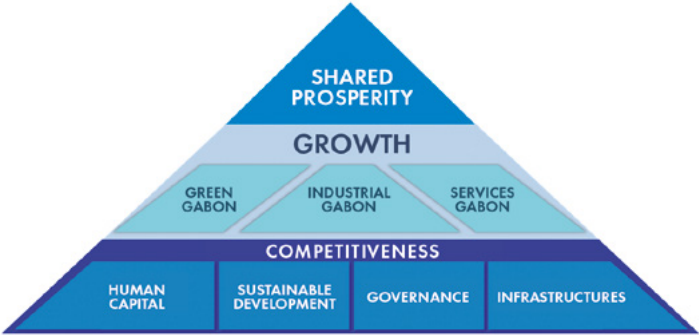 SHARED
PROSPERITY
GROWTH
GREEN
GABON
INDUSTRIAL
GABON
SERVICES
GABON
COMPETITIVENESS
HUMAN
CAPITAL
SUSTAINABLE
DEVELOPMENT
GOVERNANCE
INFRASTRUCTURES